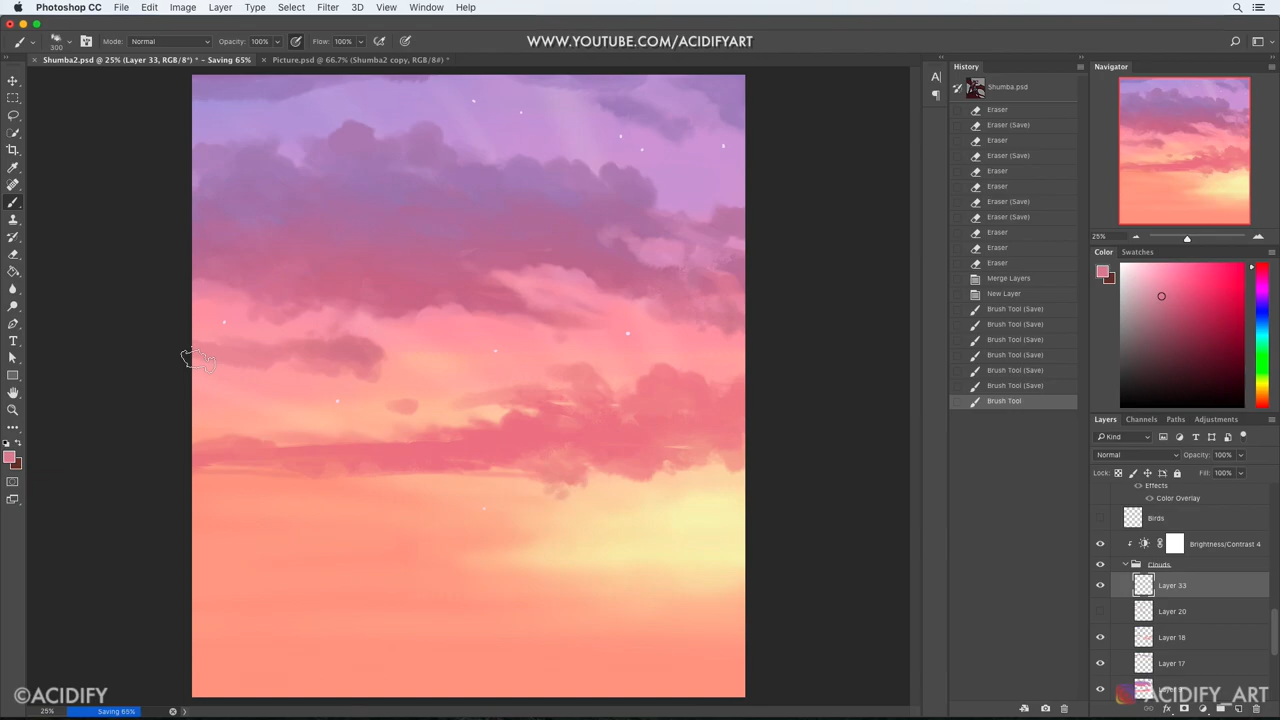 Photoshop CC File Edit Image Layer Type Select Filter 3D View Window Help
300 Mode: Normal Opacity: 100% Flow: 100% WWW.YOUTUBE.COM/ACIDIFYART
Shumba2.psd @ 25% (Layer 33, RGB/8*) * - Saving 65% Picture.psd @ 66.7% (Shumba2 copy, RGB/8#) *
History
Shumba.psd
Eraser
Eraser (Save)
Eraser
Eraser (Save)
Eraser
Eraser
Eraser (Save)
Eraser (Save)
Eraser
Eraser
Eraser
Merge Layers
New Layer
Brush Tool (Save)
Brush Tool (Save)
Brush Tool (Save)
Brush Tool (Save)
Brush Tool (Save)
Brush Tool (Save)
Brush Tool
Navigator
25%
Color Swatches
Layers Channels Paths Adjustments
Kind
Normal Opacity: 100%
Lock: Fill: 100%
Effects
Color Overlay
Birds
Brightness/Contrast 4
Clouds
Layer 33
Layer 20
Layer 18
Layer 17
©ACIDIFY
ACIDIFY_ART
25% Saving 65%